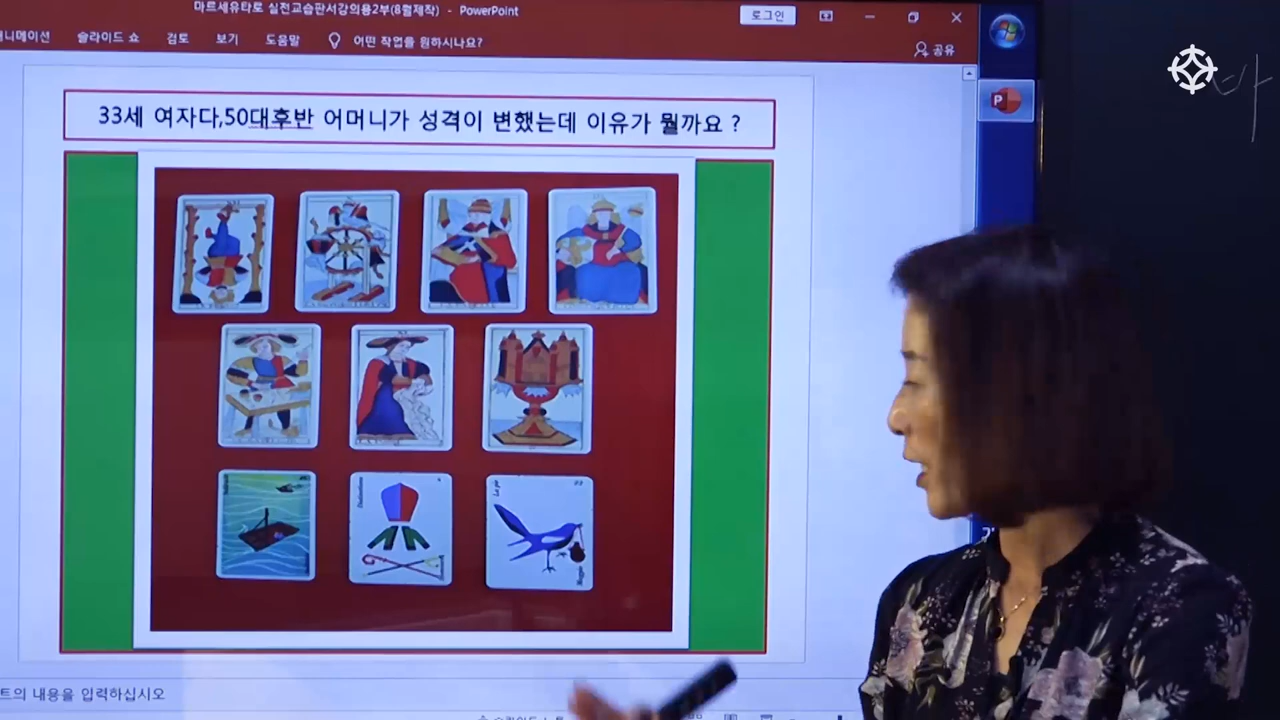 마르세유타로 실전교습판서강의용2부(8월제작) - PowerPoint
로그인
니메이션 슬라이드 쇼 검토 보기 도움말 어떤 작업을 원하시나요?
공유
33세 여자다,50대후반 어머니가 성격이 변했는데 이유가 뭘까요 ?
트의 내용을 입력하십시오